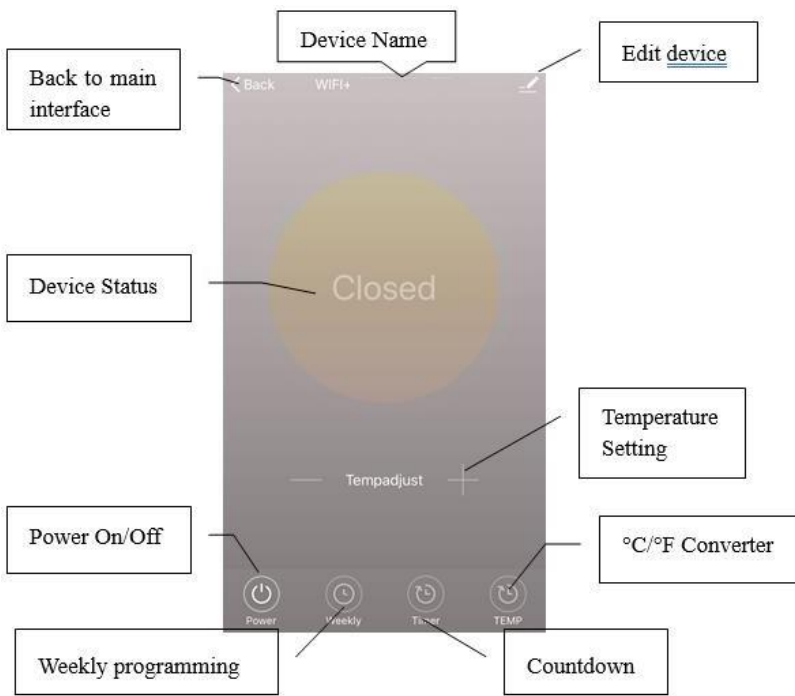 Device Name
Edit device
Back to main
interface
Back
WIFI+
Device Status
Closed
Temperature
Setting
Tempadjust
Power On/Off
°C/°F Converter
Power
Weekly
Timer
TEMP
Weekly programming
Countdown